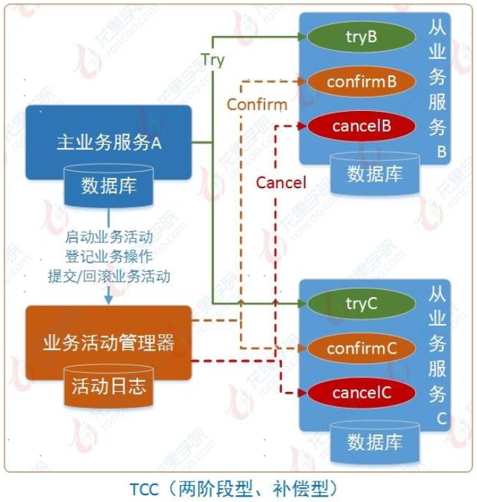 tryB
confirmB
cancelB
从业务服务B
数据库
Try
Confirm
Cancel
主业务服务A
数据库
启动业务活动
登记业务操作
提交/回滚业务活动
业务活动管理器
活动日志
tryC
confirmC
cancelC
从业务服务C
数据库
TCC（两阶段型、补偿型）